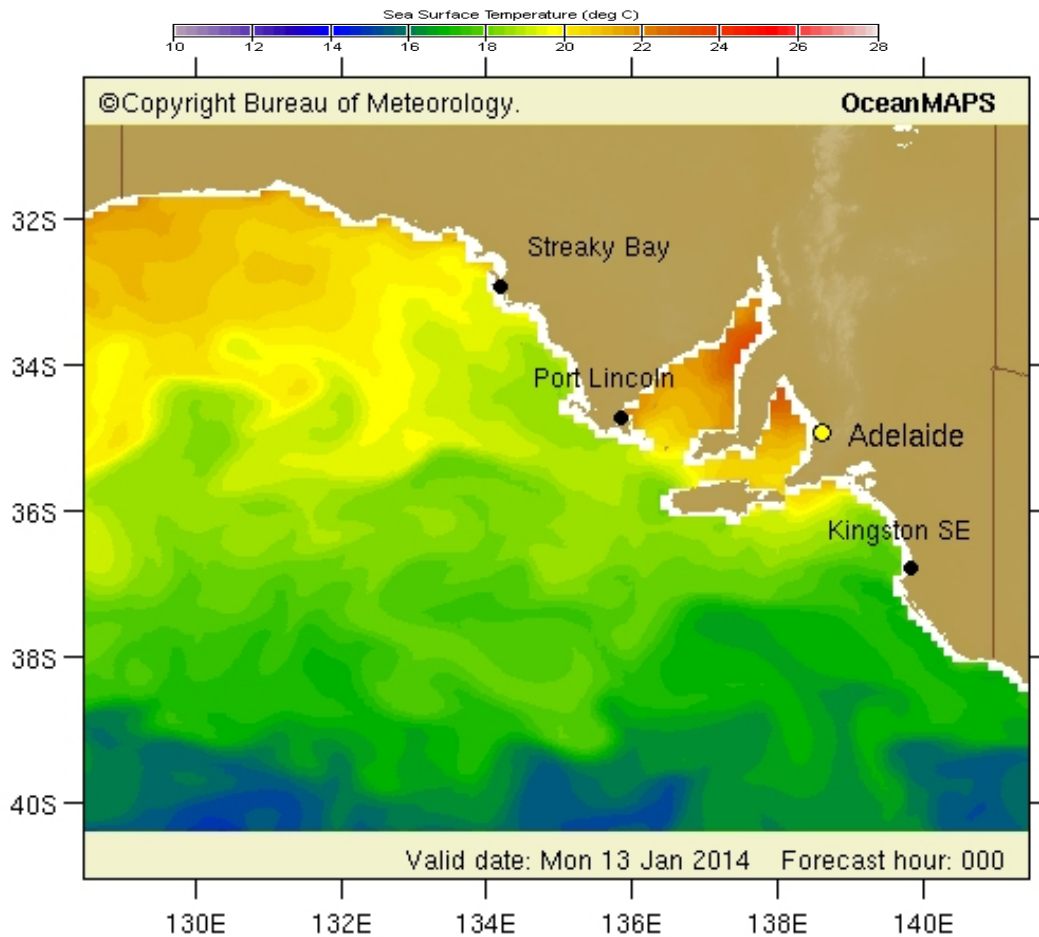 Sea Surface Temperature (deg C)
10 12 14 16 18 20 22 24 26 28
©Copyright Bureau of Meteorology. OceanMAPS
32S
Streaky Bay
34S
Port Lincoln
Adelaide
36S
Kingston SE
38S
40S
Valid date: Mon 13 Jan 2014 Forecast hour: 000
130E 132E 134E 136E 138E 140E